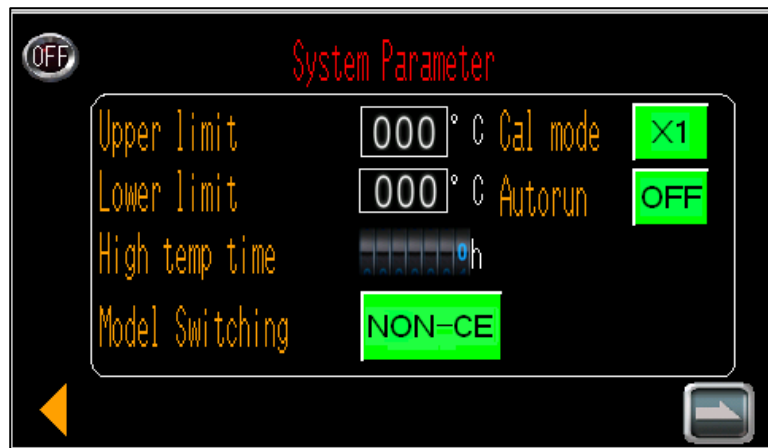 OFF
System Parameter
Upper limit 000 °C Cal mode X1
Lower limit 000 °C Autorun OFF
High temp time 0h
Model Switching NON-CE